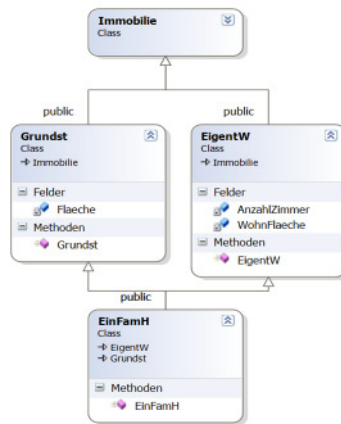 Immobilie
Class
public
public
Grundst
Class
Immobilie
Felder
Flaeche
Methoden
Grundst
EigentW
Class
Immobilie
Felder
AnzahlZimmer
WohnFlaeche
Methoden
EigentW
public
EinFamH
Class
EigentW
Grundst
Methoden
EinFamH